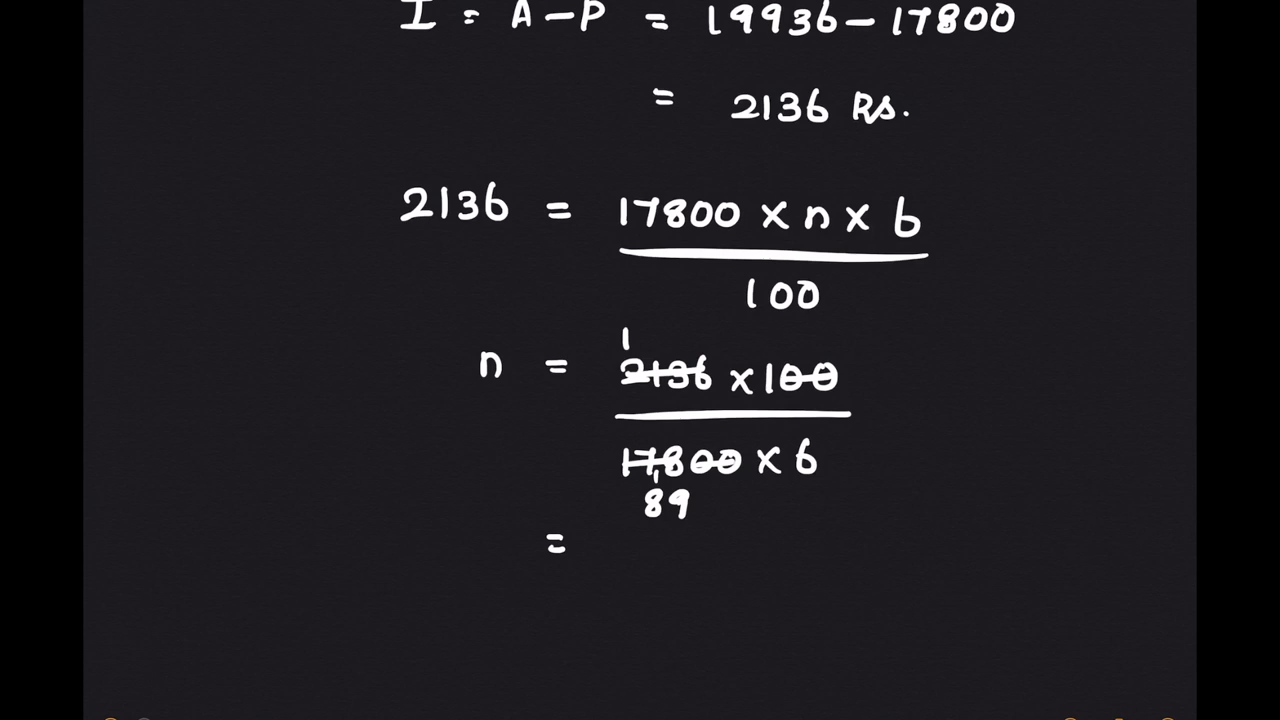 I = A - P = 19936 - 17800
= 2136 Rs.
2136 = 17800 x n x 6
100
1
n = 2136 x 100
17800 x 6
89
=